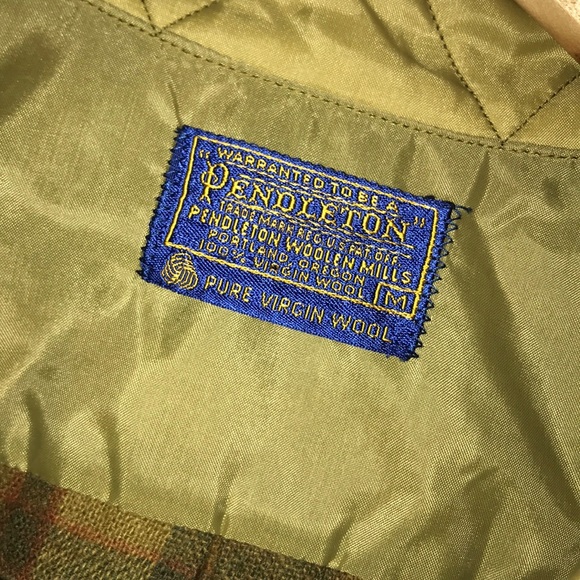 "WARRANTED TO BE A
PENDLETON"
TRADE MARK REG. U.S. PAT. OFF.
PENDLETON WOOLEN MILLS
PORTLAND, OREGON
100% VIRGIN WOOL M
PURE VIRGIN WOOL